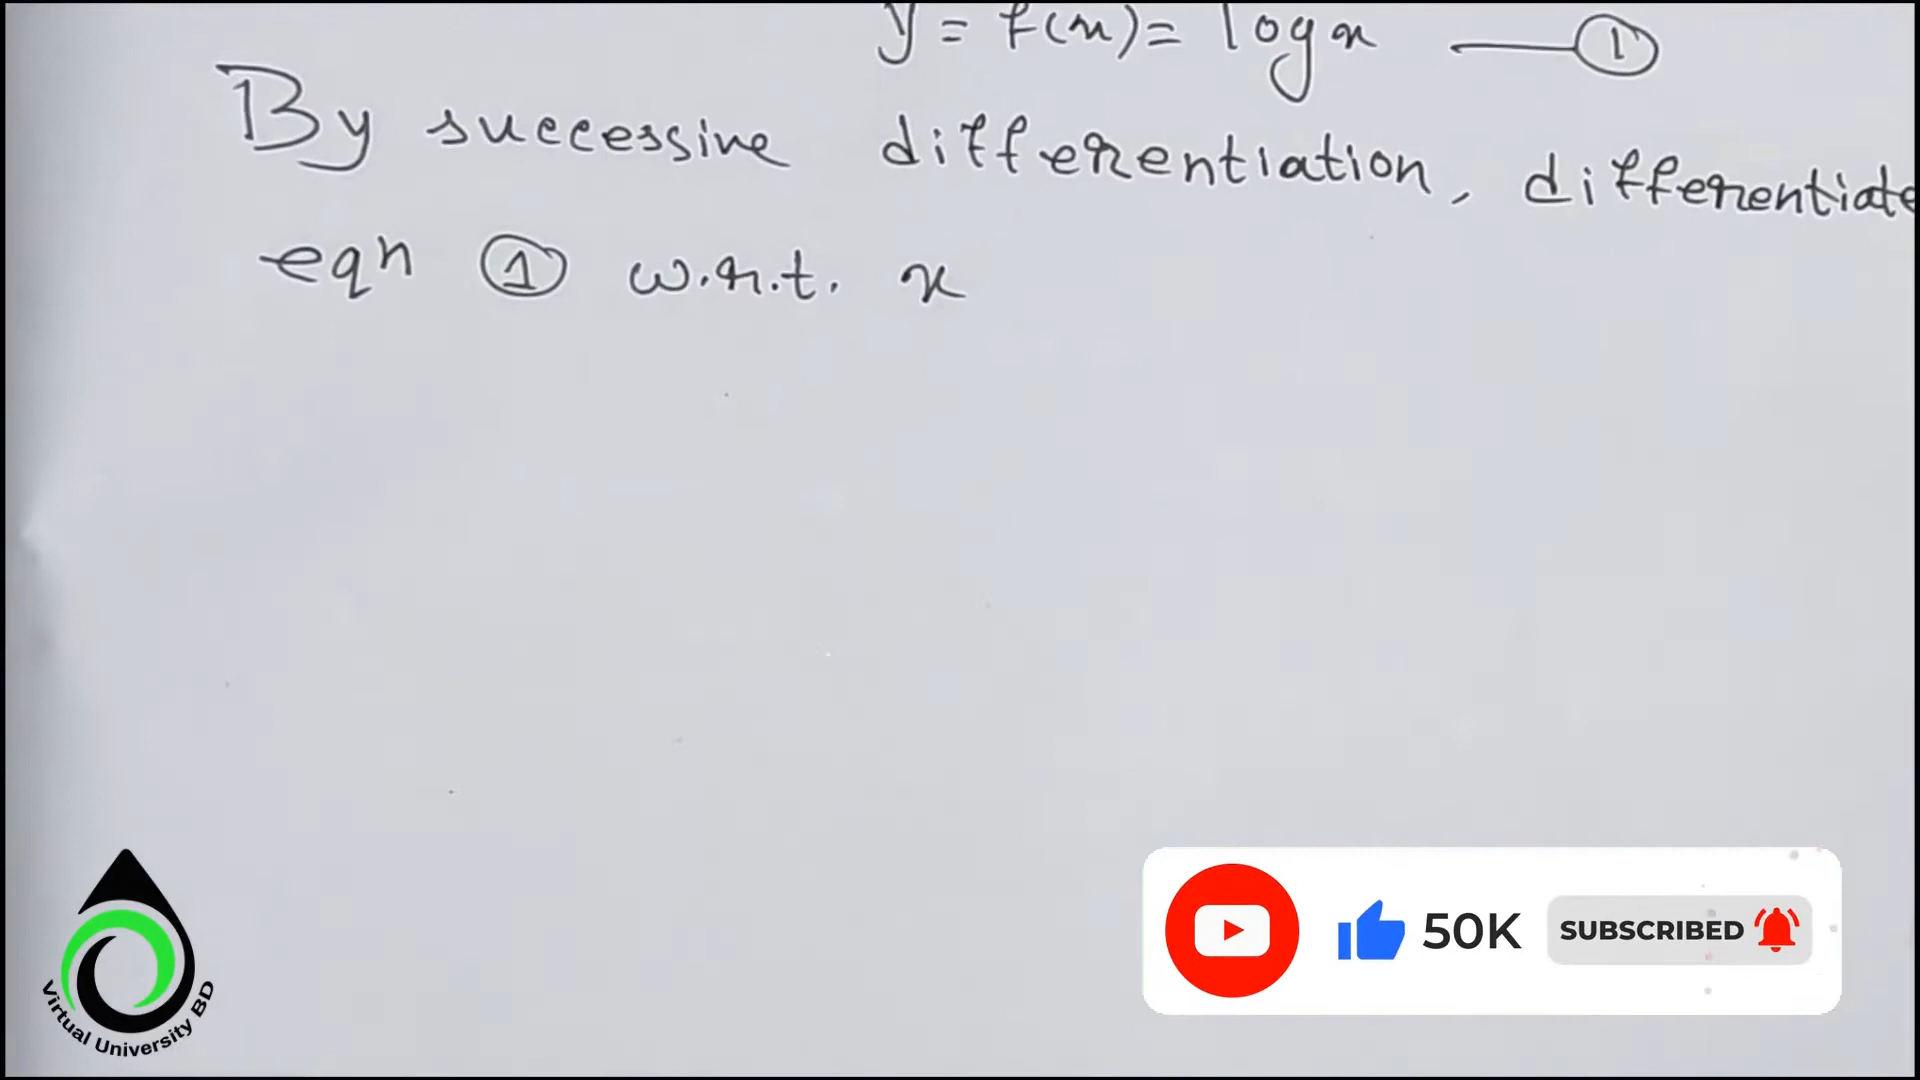 y = f(x) = log x —— ①
By successive differentiation, differentiate
eqn ① w.r.t. x
50K SUBSCRIBED
Virtual University BD